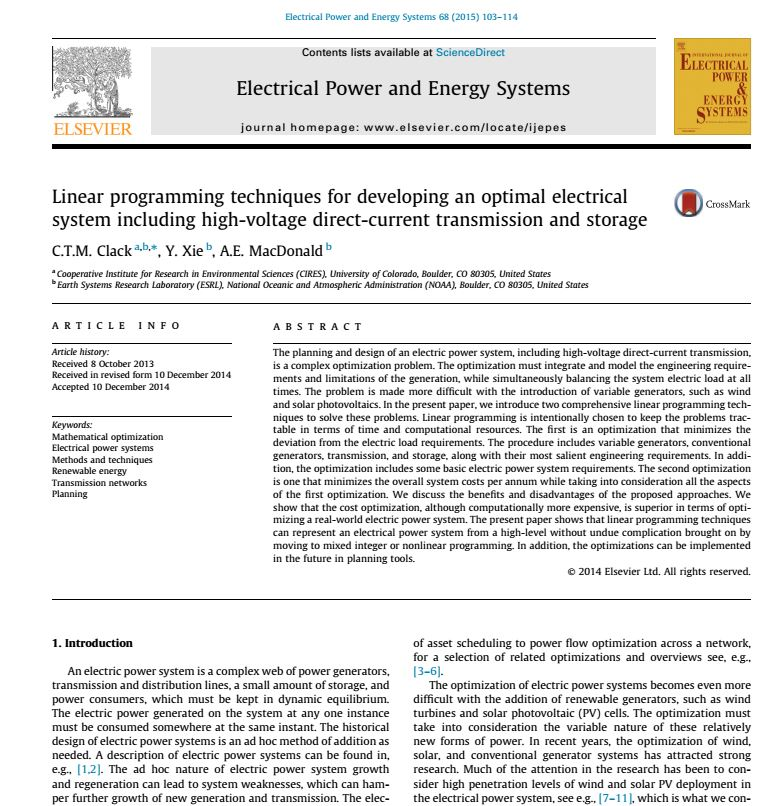 Electrical Power and Energy Systems 68 (2015) 103–114
Contents lists available at ScienceDirect
Electrical Power and Energy Systems
journal homepage: www.elsevier.com/locate/ijepes
ELSEVIER
INTERNATIONAL JOURNAL OF
ELECTRICAL
POWER
&
ENERGY
SYSTEMS
Linear programming techniques for developing an optimal electrical
system including high-voltage direct-current transmission and storage
CrossMark
C.T.M. Clack a,b,*, Y. Xie b, A.E. MacDonald b
a Cooperative Institute for Research in Environmental Sciences (CIRES), University of Colorado, Boulder, CO 80305, United States
b Earth Systems Research Laboratory (ESRL), National Oceanic and Atmospheric Administration (NOAA), Boulder, CO 80305, United States
ARTICLE INFO
Article history:
Received 8 October 2013
Received in revised form 10 December 2014
Accepted 10 December 2014
Keywords:
Mathematical optimization
Electrical power systems
Methods and techniques
Renewable energy
Transmission networks
Planning
ABSTRACT
The planning and design of an electric power system, including high-voltage direct-current transmission,
is a complex optimization problem. The optimization must integrate and model the engineering require-
ments and limitations of the generation, while simultaneously balancing the system electric load at all
times. The problem is made more difficult with the introduction of variable generators, such as wind
and solar photovoltaics. In the present paper, we introduce two comprehensive linear programming tech-
niques to solve these problems. Linear programming is intentionally chosen to keep the problems trac-
table in terms of time and computational resources. The first is an optimization that minimizes the
deviation from the electric load requirements. The procedure includes variable generators, conventional
generators, transmission, and storage, along with their most salient engineering requirements. In addi-
tion, the optimization includes some basic electric power system requirements. The second optimization
is one that minimizes the overall system costs per annum while taking into consideration all the aspects
of the first optimization. We discuss the benefits and disadvantages of the proposed approaches. We
show that the cost optimization, although computationally more expensive, is superior in terms of opti-
mizing a real-world electric power system. The present paper shows that linear programming techniques
can represent an electrical power system from a high-level without undue complication brought on by
moving to mixed integer or nonlinear programming. In addition, the optimizations can be implemented
in the future in planning tools.
© 2014 Elsevier Ltd. All rights reserved.
1. Introduction
An electric power system is a complex web of power generators,
transmission and distribution lines, a small amount of storage, and
power consumers, which must be kept in dynamic equilibrium.
The electric power generated on the system at any one instance
must be consumed somewhere at the same instant. The historical
design of electric power systems is an ad hoc method of addition as
needed. A description of electric power systems can be found in,
e.g., [1,2]. The ad hoc nature of electric power system growth
and regeneration can lead to system weaknesses, which can ham-
per further growth of new generation and transmission. The elec-
of asset scheduling to power flow optimization across a network,
for a selection of related optimizations and overviews see, e.g.,
[3–6].
The optimization of electric power systems becomes even more
difficult with the addition of renewable generators, such as wind
turbines and solar photovoltaic (PV) cells. The optimization must
take into consideration the variable nature of these relatively
new forms of power. In recent years, the optimization of wind,
solar, and conventional generator systems has attracted strong
research. Much of the attention in the research has been to con-
sider high penetration levels of wind and solar PV deployment in
the electrical power system, see e.g., [7–11], which is what we con-